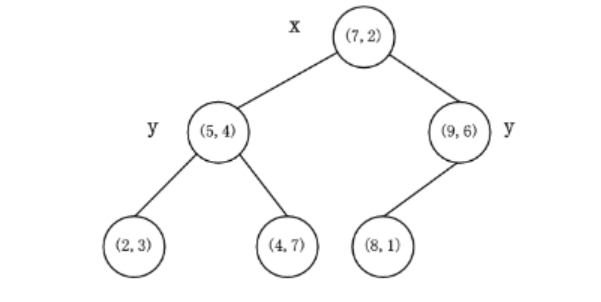 x (7, 2)
y (5, 4) (9, 6) y
(2, 3) (4, 7) (8, 1)